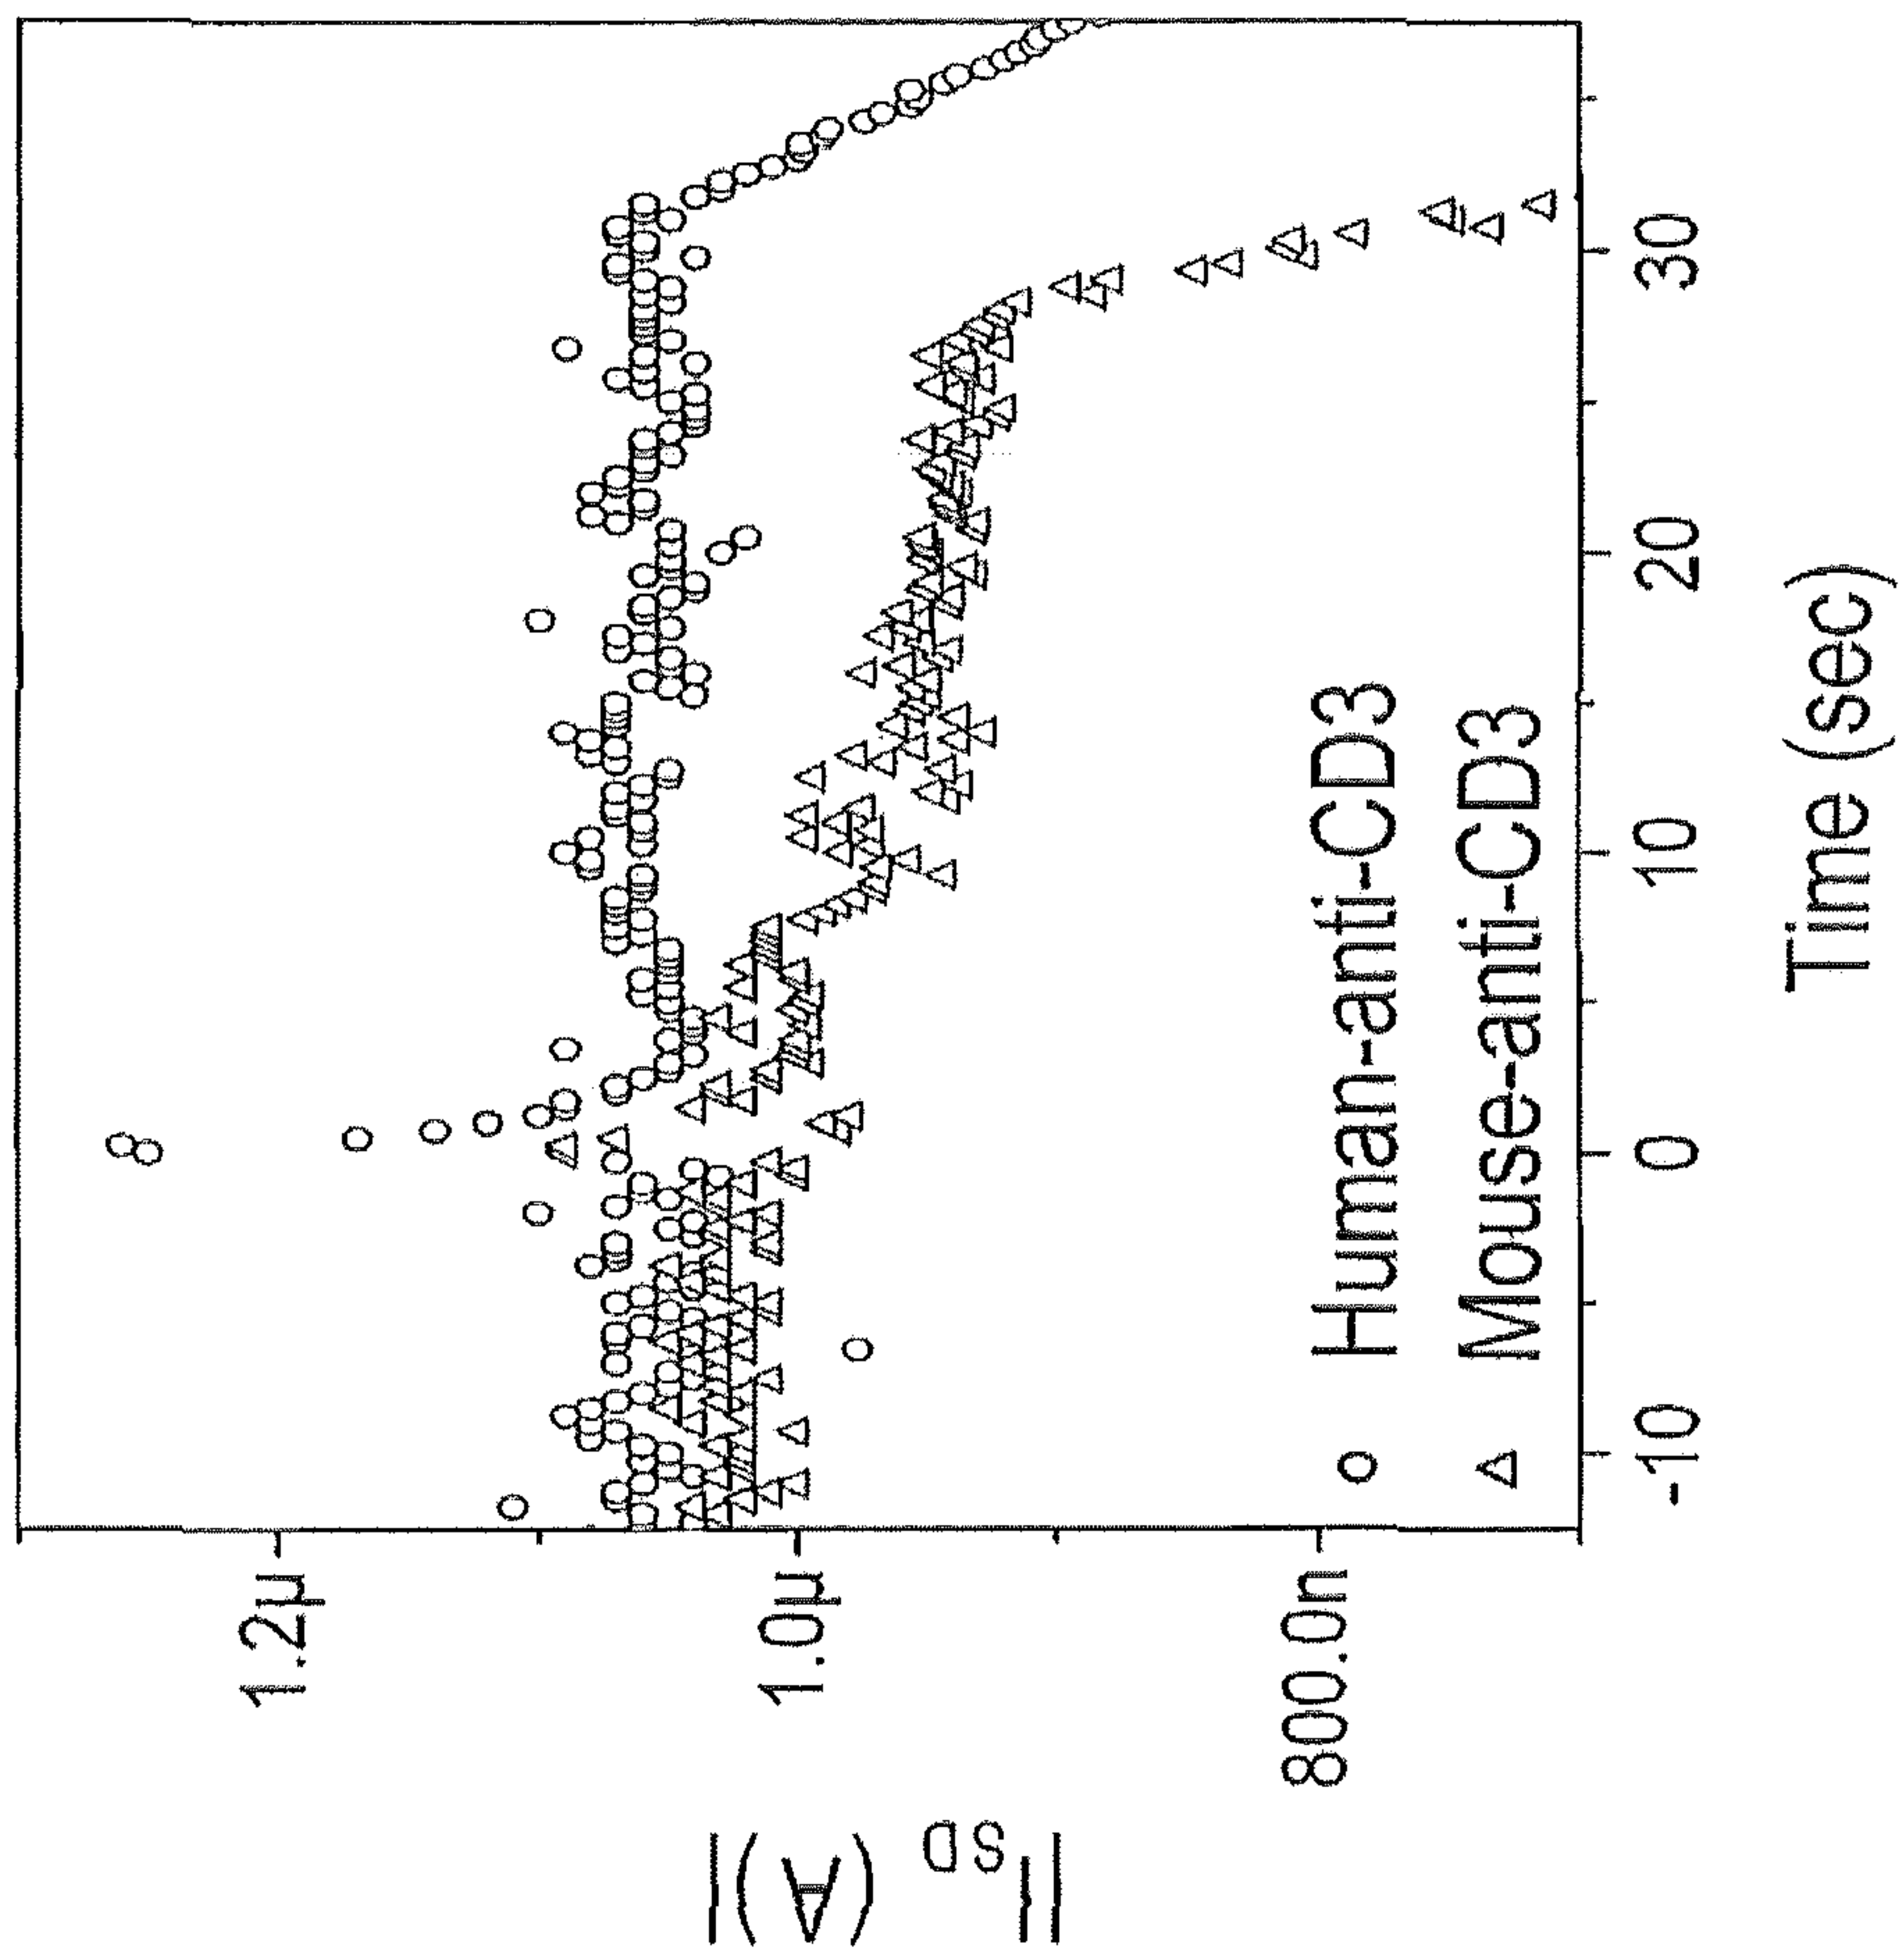 1.2µ
1.0µ
800.0n
|I SD (A)|
Human-anti-CD3
Mouse-anti-CD3
-10
0
10
20
30
Time (sec)